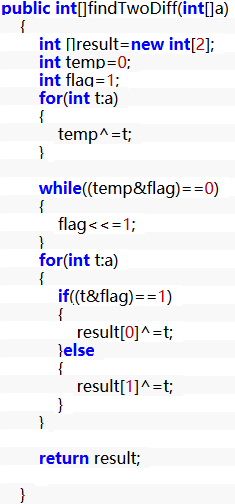 public int[]findTwoDiff(int[]a)
{
int []result=new int[2];
int temp=0;
int flag=1;
for(int t:a)
{
temp^=t;
}
while((temp&flag)==0)
{
flag<<=1;
}
for(int t:a)
{
if((t&flag)==1)
{
result[0]^=t;
}else
{
result[1]^=t;
}
}
return result;
}